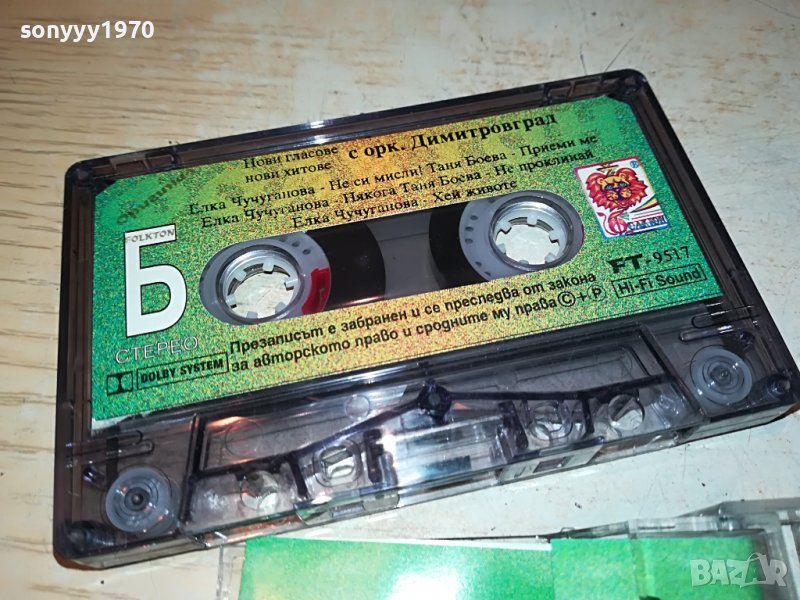 sonyyy1970
Нови гласове
нови хитове
с орк. Димитровград
Елка Чучуганова - Не си мисли! Таня Боева - Приеми ме
Елка Чучуганова - Някога Таня Боева - Не проклинай
Елка Чучуганова - Хей животе
FOLKTON
Б
СТЕРЕО
DOLBY SYSTEM
Презаписът е забранен и се преследва от закона
за авторското право и сродните му права © + ℗
FT - 9517
Hi-Fi Sound
BAZAR